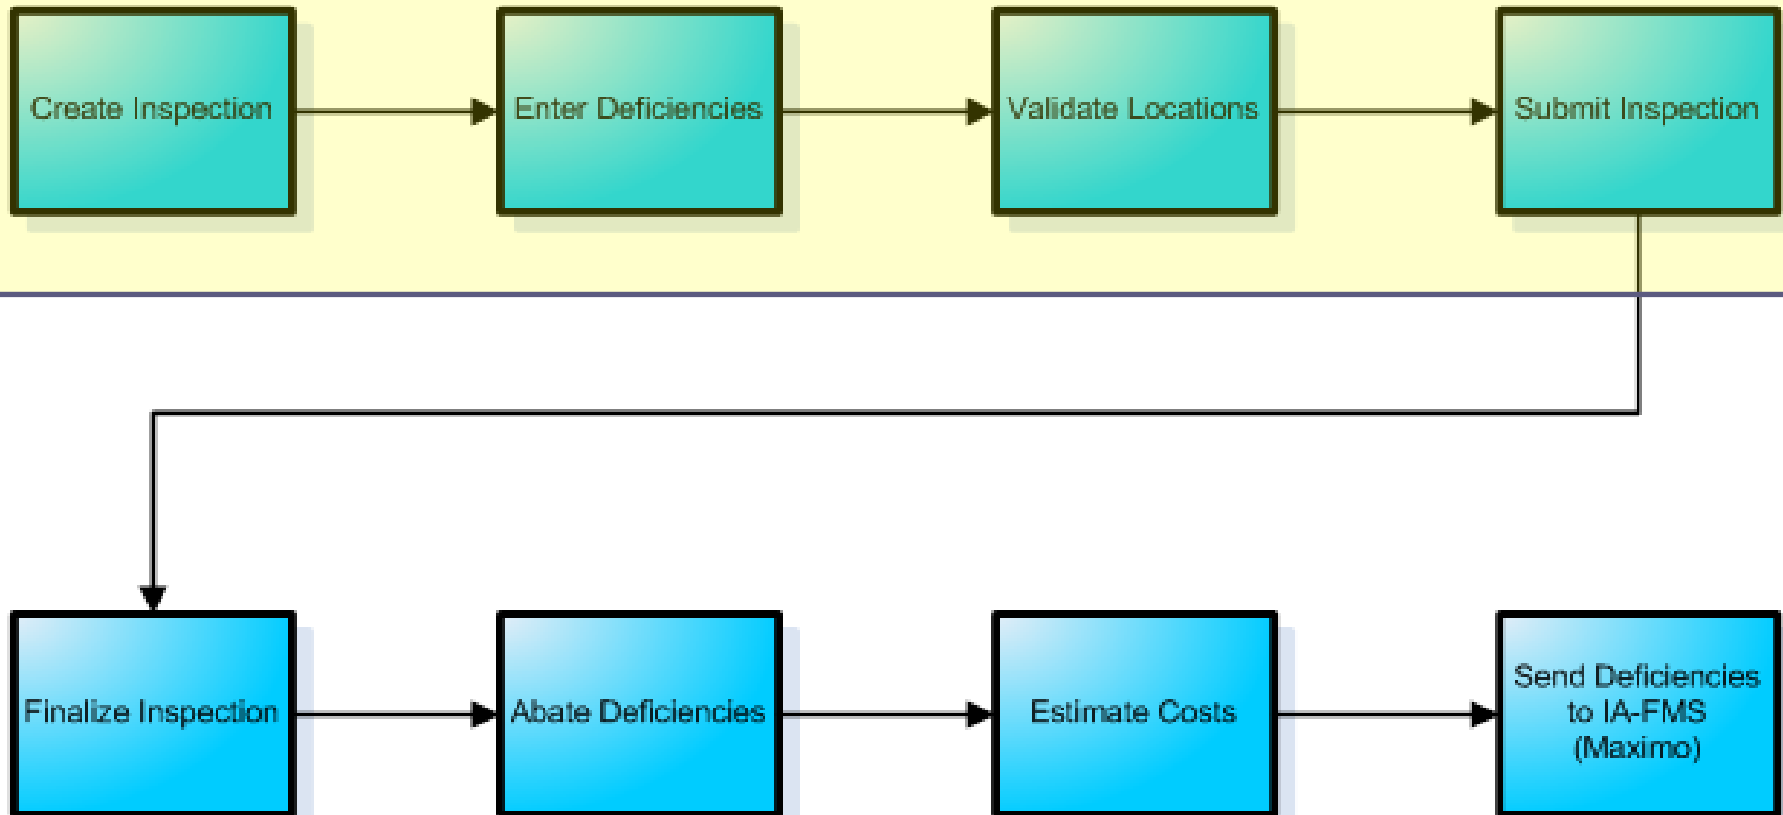 Create Inspection
Enter Deficiencies
Validate Locations
Submit Inspection
Finalize Inspection
Abate Deficiencies
Estimate Costs
Send Deficiencies
to IA-FMS
(Maximo)